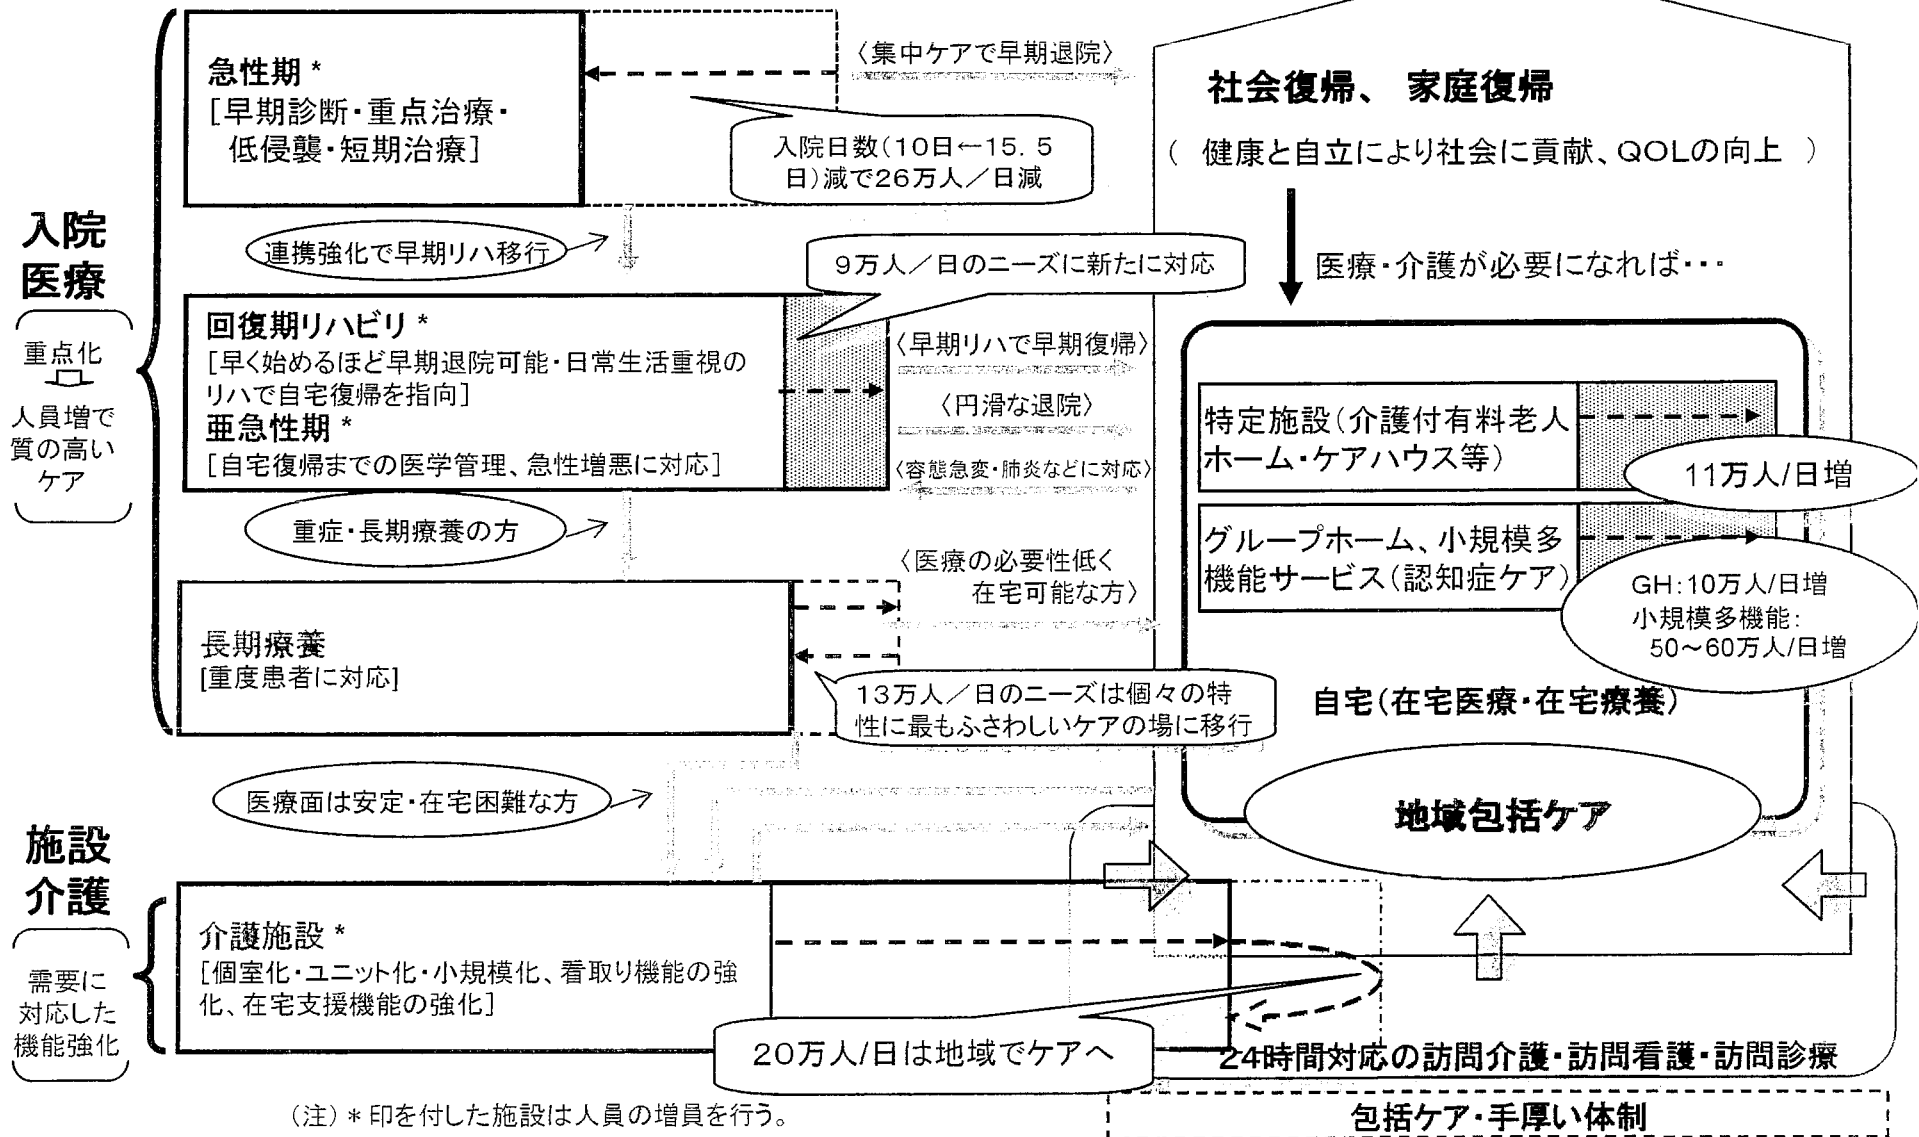 入院
医療
重点化
人員増で
質の高い
ケア
急性期 *
[早期診断・重点治療・
低侵襲・短期治療]
〈集中ケアで早期退院〉
入院日数(10日←15.5
日)減で26万人/日減
連携強化で早期リハ移行
9万人/日のニーズに新たに対応
回復期リハビリ *
[早く始めるほど早期退院可能・日常生活重視の
リハで自宅復帰を指向]
亜急性期 *
[自宅復帰までの医学管理、急性増悪に対応]
〈早期リハで早期復帰〉
〈円滑な退院〉
〈容態急変・肺炎などに対応〉
重症・長期療養の方
〈医療の必要性低く
在宅可能な方〉
長期療養
[重度患者に対応]
13万人/日のニーズは個々の特
性に最もふさわしいケアの場に移行
医療面は安定・在宅困難な方
施設
介護
需要に
対応した
機能強化
介護施設 *
[個室化・ユニット化・小規模化、看取り機能の強
化、在宅支援機能の強化]
20万人/日は地域でケアへ
(注) * 印を付した施設は人員の増員を行う。
社会復帰、 家庭復帰
( 健康と自立により社会に貢献、QOLの向上 )
医療・介護が必要になれば・・・
特定施設(介護付有料老人
ホーム・ケアハウス等)
11万人/日増
グループホーム、小規模多
機能サービス(認知症ケア)
GH:10万人/日増
小規模多機能:
50~60万人/日増
自宅(在宅医療・在宅療養)
地域包括ケア
24時間対応の訪問介護・訪問看護・訪問診療
包括ケア・手厚い体制